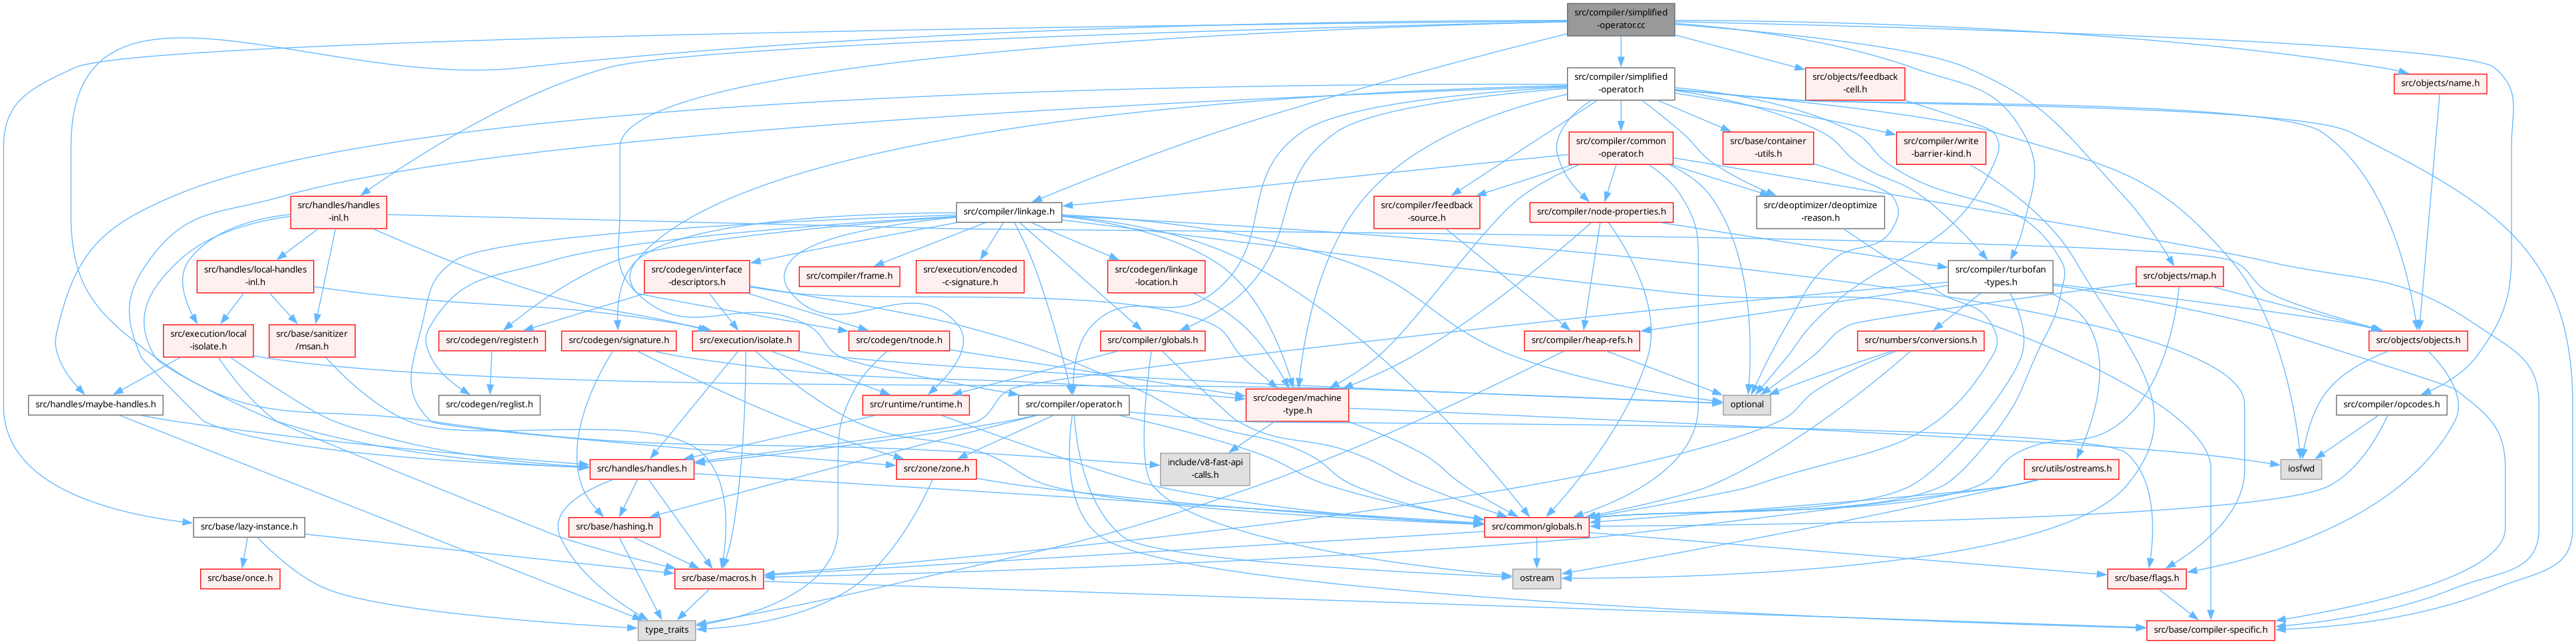 src/compiler/simplified
-operator.cc
src/compiler/simplified
-operator.h
src/objects/feedback
-cell.h
src/objects/name.h
src/compiler/common
-operator.h
src/base/container
-utils.h
src/compiler/write
-barrier-kind.h
src/handles/handles
-inl.h
src/compiler/linkage.h
src/compiler/feedback
-source.h
src/compiler/node-properties.h
src/deoptimizer/deoptimize
-reason.h
src/handles/local-handles
-inl.h
src/codegen/interface
-descriptors.h
src/compiler/frame.h
src/execution/encoded
-c-signature.h
src/codegen/linkage
-location.h
src/compiler/turbofan
-types.h
src/objects/map.h
src/execution/local
-isolate.h
src/base/sanitizer
/msan.h
src/codegen/register.h
src/codegen/signature.h
src/execution/isolate.h
src/codegen/tnode.h
src/compiler/globals.h
src/compiler/heap-refs.h
src/numbers/conversions.h
src/objects/objects.h
src/handles/maybe-handles.h
src/codegen/reglist.h
src/runtime/runtime.h
src/compiler/operator.h
src/codegen/machine
-type.h
optional
src/compiler/opcodes.h
src/handles/handles.h
src/zone/zone.h
include/v8-fast-api
-calls.h
src/utils/ostreams.h
iosfwd
src/base/lazy-instance.h
src/base/hashing.h
src/common/globals.h
src/base/once.h
src/base/macros.h
ostream
src/base/flags.h
type_traits
src/base/compiler-specific.h